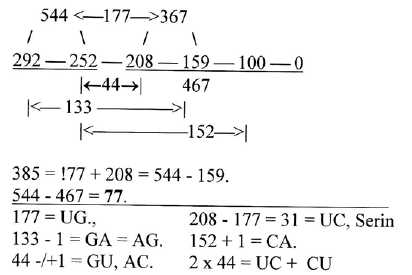 544 <—177—>367
/ \ / \
292 — 252 — 208 — 159 — 100 — 0
|←44→| 467
|<— 133 ————>|
|<———— 152 —>|
385 = !77 + 208 = 544 - 159.
544 - 467 = 77.
177 = UG., 208 - 177 = 31 = UC, Serin
133 - 1 = GA = AG. 152 + 1 = CA.
44 -/+1 = GU, AC. 2 x 44 = UC + CU